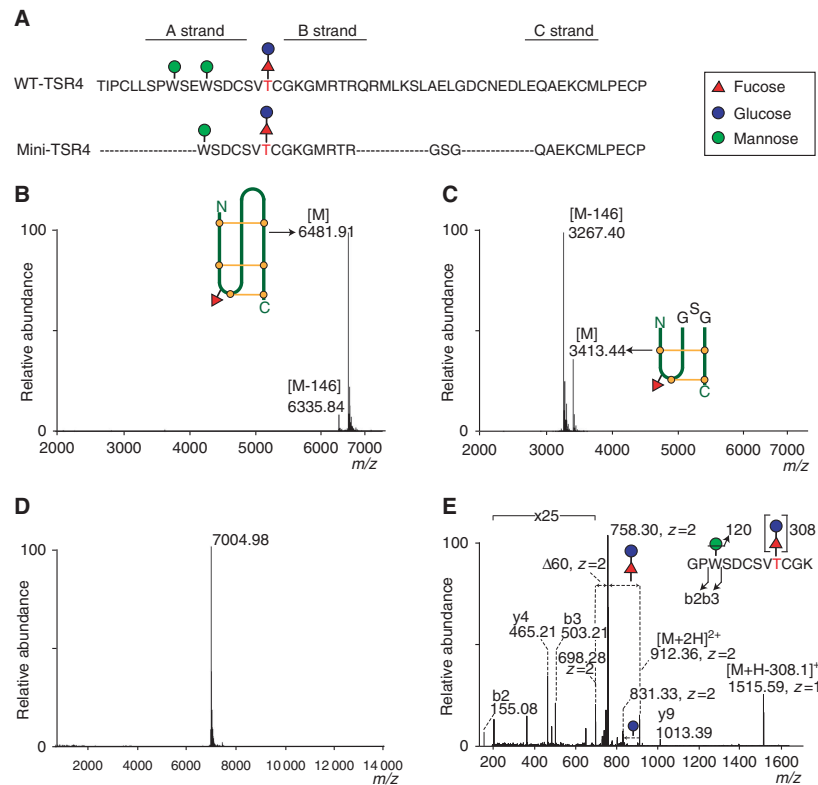 A
A strand B strand C strand
WT-TSR4 TIPCLLSPWSEWSDCSVTCGKGMRTRQRMLKSLAELGDCNEDLEQAEKCMLPECP
Mini-TSR4 -----------------WSDCSVTCGKGMRTR-------------GSG-------------QAEKCMLPECP
Fucose
Glucose
Mannose
B
Relative abundance
100
0
2000 3000 4000 5000 6000 7000
m/z
N
C
[M]
6481.91
[M-146]
6335.84
C
Relative abundance
100
0
2000 3000 4000 5000 6000 7000
m/z
[M-146]
3267.40
[M]
3413.44
N G S G
C
D
Relative abundance
100
0
2000 4000 6000 8000 10 000 12 000 14 000
m/z
7004.98
E
Relative abundance
100
0
160 400 600 800 1000 1200 1400 1600
m/z
x25
758.30, z=2
Δ60, z=2
120
308
GPWSDCSVTCGK
b2b3
y4
465.21
b3
503.21
698.28
z=2
[M+2H]2+
912.36, z=2
[M+H-308.1]+
1515.59, z=1
831.33, z=2
b2
155.08
y9
1013.39